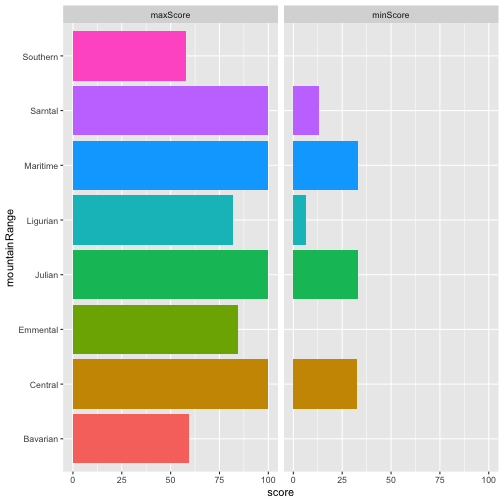 maxScore minScore
mountainRange
Southern
Sarntal
Maritime
Ligurian
Julian
Emmental
Central
Bavarian
0 25 50 75 100 0 25 50 75 100
score